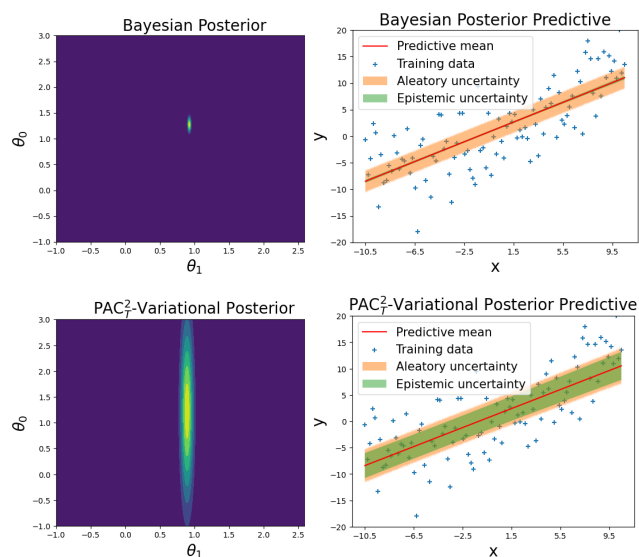 Bayesian Posterior
3.0
2.5
2.0
1.5
1.0
0.5
0.0
−0.5
−1.0
θ0
−1.0 −0.5 0.0 0.5 1.0 1.5 2.0 2.6
θ1
Bayesian Posterior Predictive
Predictive mean
Training data
Aleatory uncertainty
Epistemic uncertainty
20
15
10
5
0
−5
−10
−15
−20
y
−10.5 −6.5 −2.5 1.5 5.5 9.5
x
PAC²T-Variational Posterior
3.0
2.5
2.0
1.5
1.0
0.5
0.0
−0.5
−1.0
θ0
−1.0 −0.5 0.0 0.5 1.0 1.5 2.0 2.6
θ1
PAC²T-Variational Posterior Predictive
Predictive mean
Training data
Aleatory uncertainty
Epistemic uncertainty
20
15
10
5
0
−5
−10
−15
−20
y
−10.5 −6.5 −2.5 1.5 5.5 9.5
x